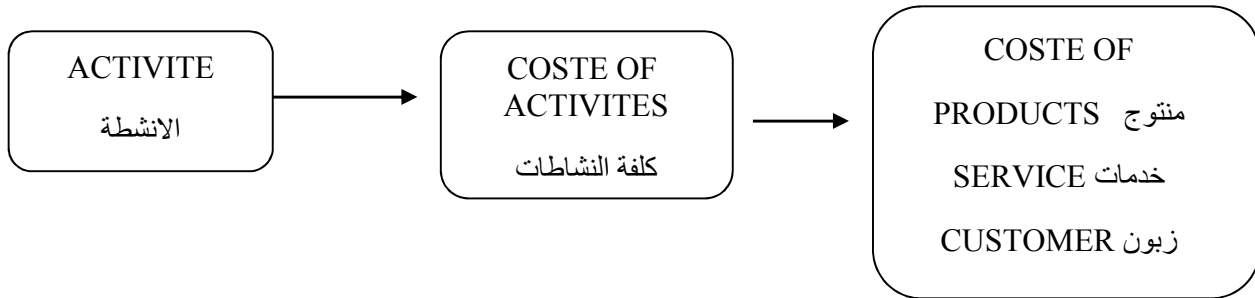 ACTIVITE
الانشطة
COSTE OF
ACTIVITES
كلفة النشاطات
COSTE OF
PRODUCTS منتوج
SERVICE خدمات
CUSTOMER زبون